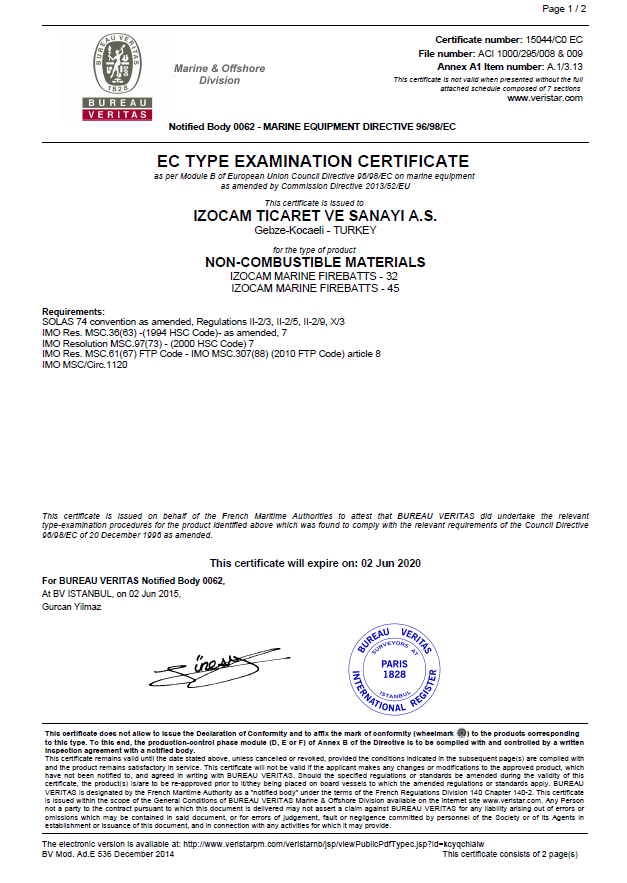 Page 1 / 2
BUREAU VERITAS
1828
BUREAU
VERITAS
Marine & Offshore
Division
Certificate number: 15044/C0 EC
File number: ACI 1000/295/008 & 009
Annex A1 Item number: A.1/3.13
This certificate is not valid when presented without the full
attached schedule composed of 7 sections
www.veristar.com
Notified Body 0062 - MARINE EQUIPMENT DIRECTIVE 96/98/EC
EC TYPE EXAMINATION CERTIFICATE
as per Module B of European Union Council Directive 96/98/EC on marine equipment
as amended by Commission Directive 2013/52/EU
This certificate is issued to
IZOCAM TICARET VE SANAYI A.S.
Gebze-Kocaeli - TURKEY
for the type of product
NON-COMBUSTIBLE MATERIALS
IZOCAM MARINE FIREBATTS - 32
IZOCAM MARINE FIREBATTS - 45
Requirements:
SOLAS 74 convention as amended, Regulations II-2/3, II-2/5, II-2/9, X/3
IMO Res. MSC.36(63) -(1994 HSC Code)- as amended, 7
IMO Resolution MSC.97(73) - (2000 HSC Code) 7
IMO Res. MSC.61(67) FTP Code - IMO MSC.307(88) (2010 FTP Code) article 8
IMO MSC/Circ.1120
This certificate is issued on behalf of the French Maritime Authorities to attest that BUREAU VERITAS did undertake the relevant
type-examination procedures for the product identified above which was found to comply with the relevant requirements of the Council Directive
96/98/EC of 20 December 1996 as amended.
This certificate will expire on: 02 Jun 2020
For BUREAU VERITAS Notified Body 0062,
At BV ISTANBUL, on 02 Jun 2015,
Gurcan Yilmaz
BUREAU VERITAS
SURVEYORS AT
PARIS
1828
ISTANBUL
INTERNATIONAL REGISTER
This certificate does not allow to issue the Declaration of Conformity and to affix the mark of conformity (wheelmark ) to the products corresponding
to this type. To this end, the production-control phase module (D, E or F) of Annex B of the Directive is to be complied with and controlled by a written
inspection agreement with a notified body.
This certificate remains valid until the date stated above, unless cancelled or revoked, provided the conditions indicated in the subsequent page(s) are complied with
and the product remains satisfactory in service. This certificate will not be valid if the applicant makes any changes or modifications to the approved product, which
have not been notified to, and agreed in writing with BUREAU VERITAS. Should the specified regulations or standards be amended during the validity of this
certificate, the product(s) is/are to be re-approved prior to it/they being placed on board vessels to which the amended regulations or standards apply. BUREAU
VERITAS is designated by the French Maritime Authority as a "notified body" under the terms of the French Regulations Division 140 Chapter 140-2. This certificate
is issued within the scope of the General Conditions of BUREAU VERITAS Marine & Offshore Division available on the internet site www.veristar.com. Any Person
not a party to the contract pursuant to which this document is delivered may not assert a claim against BUREAU VERITAS for any liability arising out of errors or
omissions which may be contained in said document, or for errors of judgement, fault or negligence committed by personnel of the Society or of its Agents in
establishment or issuance of this document, and in connection with any activities for which it may provide.
The electronic version is available at: http://www.veristarpm.com/veristarnb/jsp/viewPublicPdfTypec.jsp?id=kcyqchlalw
BV Mod. Ad.E 536 December 2014
This certificate consists of 2 page(s)